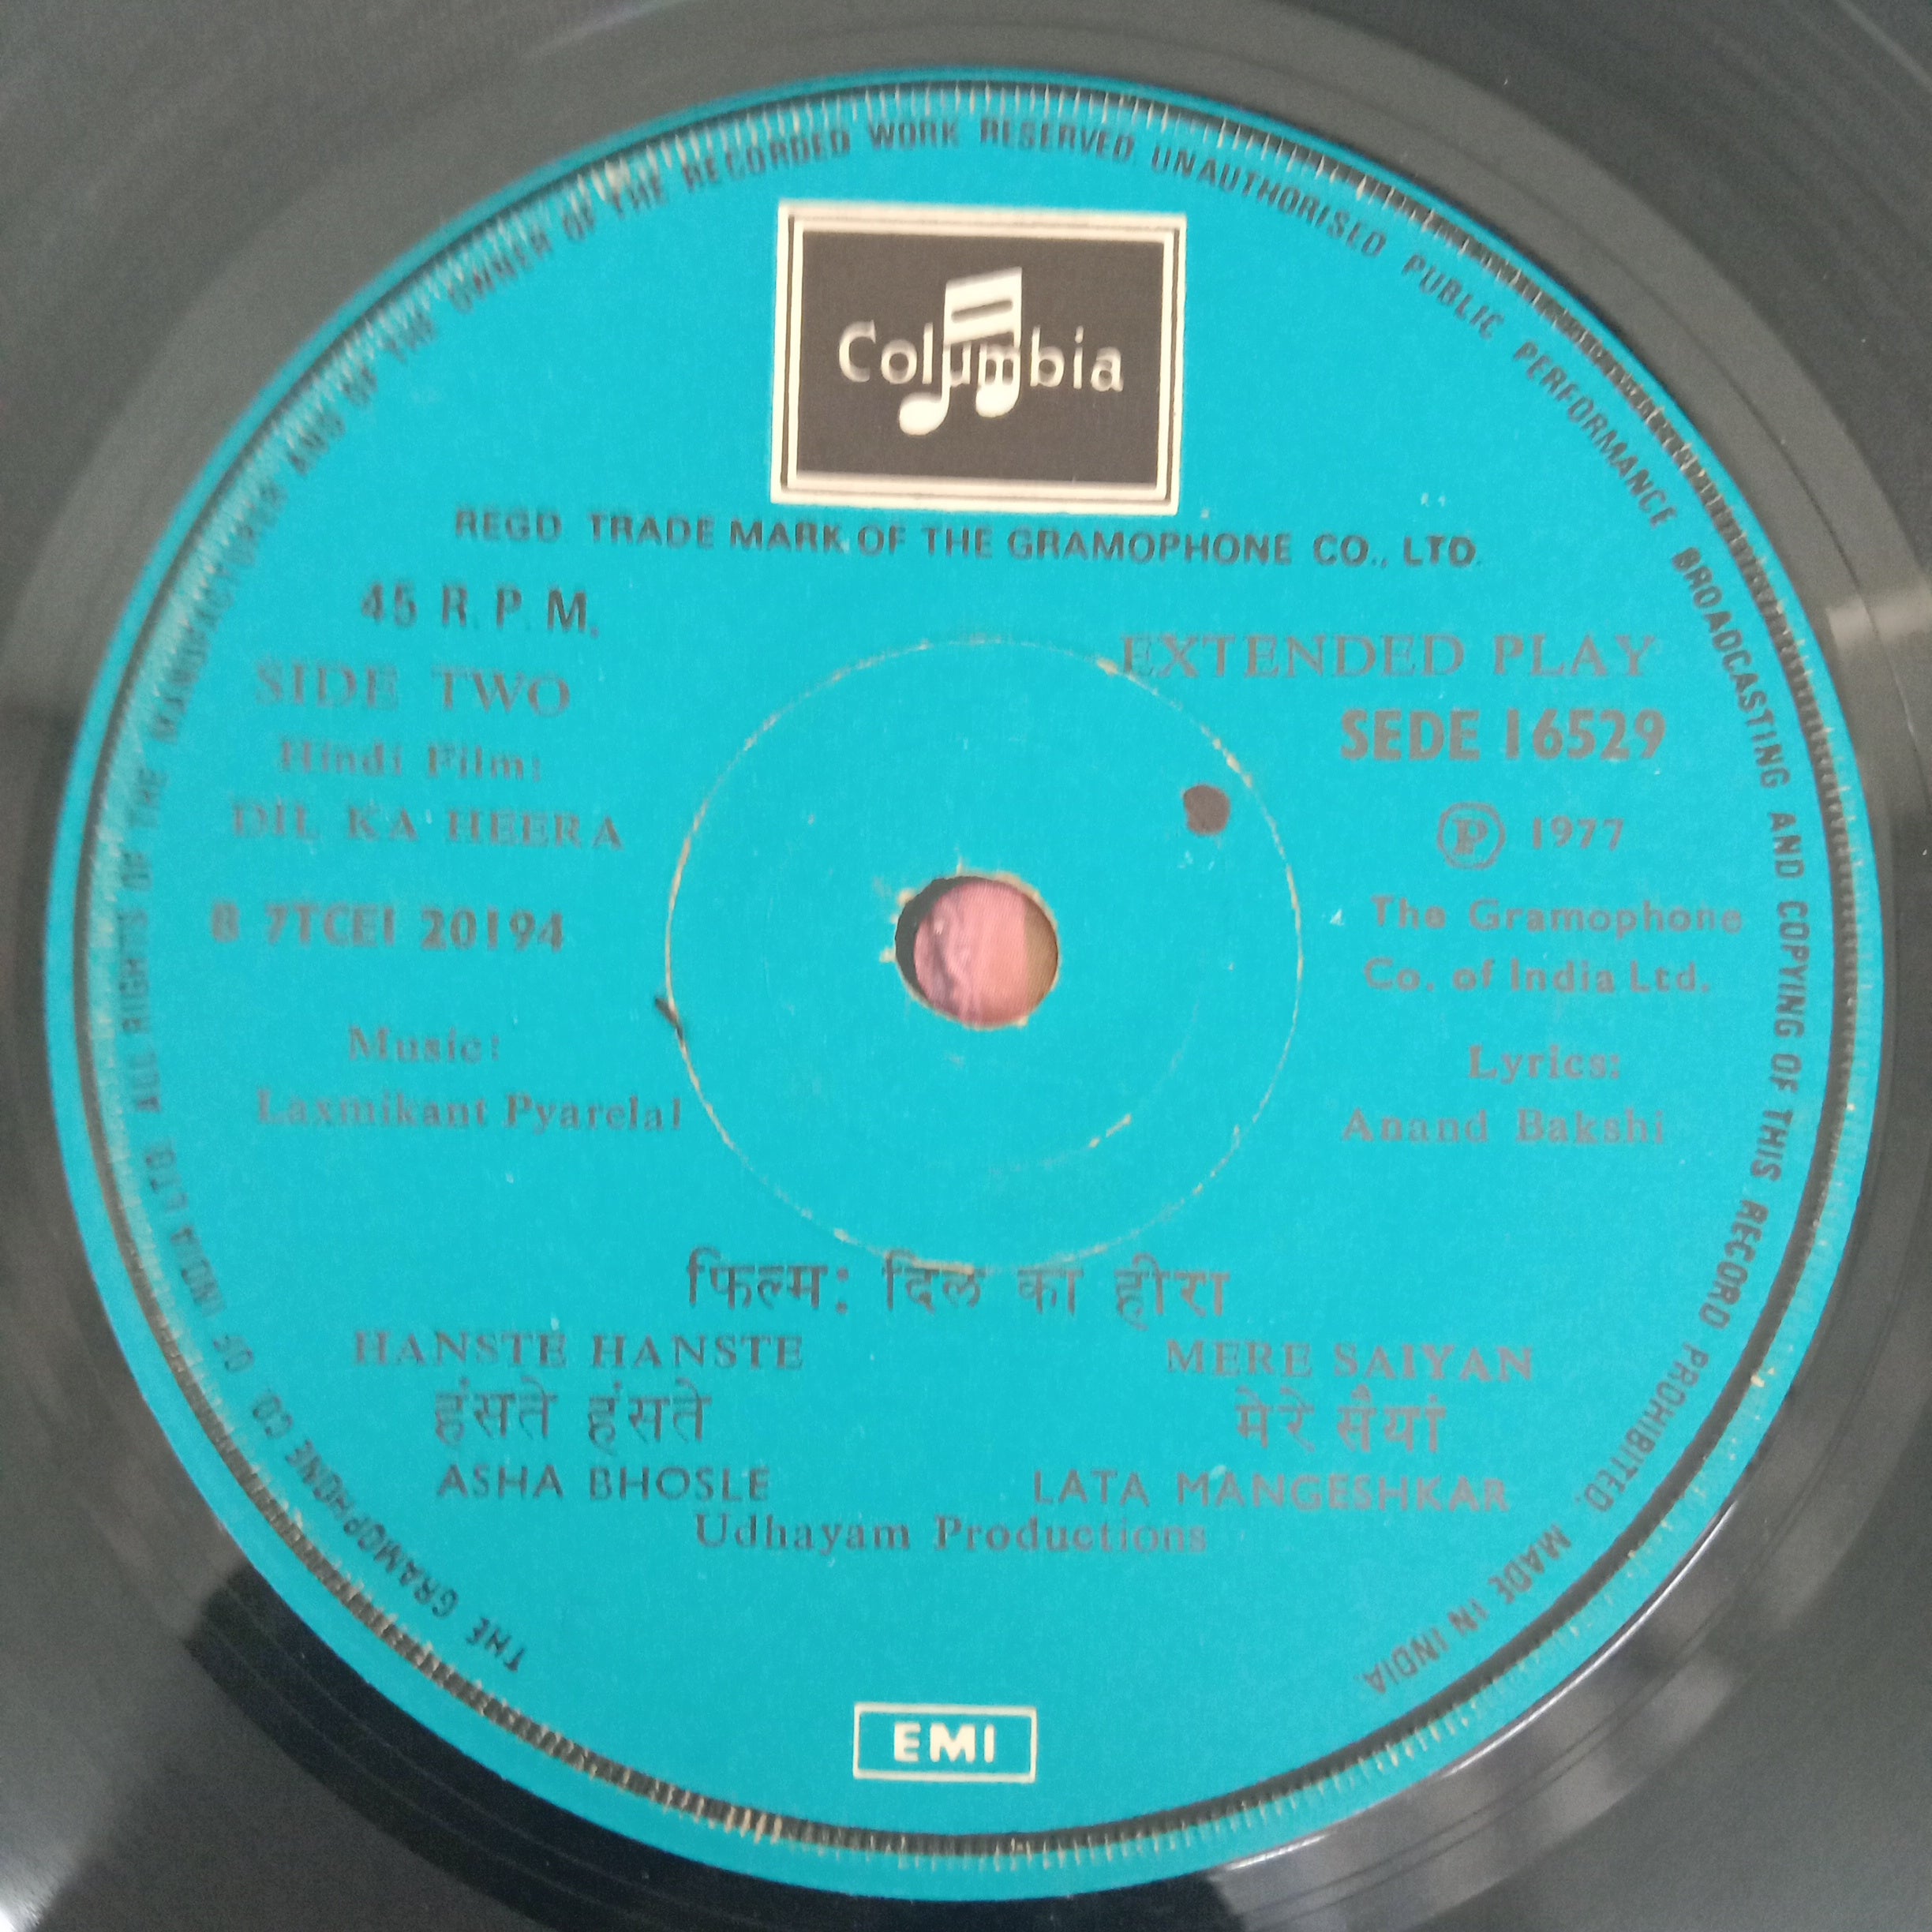 THE GRAMOPHONE CO. OF INDIA LTD. ALL RIGHTS OF THE MANUFACTURER AND OF THE OWNER OF THE RECORDED WORK RESERVED UNAUTHORISED PUBLIC PERFORMANCE BROADCASTING AND COPYING OF THIS RECORD PROHIBITED. MADE IN INDIA.
Columbia
REGD TRADE MARK OF THE GRAMOPHONE CO., LTD.
45 R. P. M.
SIDE TWO
Hindi Film:
DIL KA HEERA
B 7TCEI 20194
Music:
Laxmikant Pyarelal
EXTENDED PLAY
SEDE 16529
Ⓟ 1977
The Gramophone
Co. of India Ltd.
Lyrics:
Anand Bakshi
फिल्म: दिल का हीरा
HANSTE HANSTE
हंसते हंसते
ASHA BHOSLE
MERE SAIYAN
मेरे सैयां
LATA MANGESHKAR
Udhayam Productions
EMI